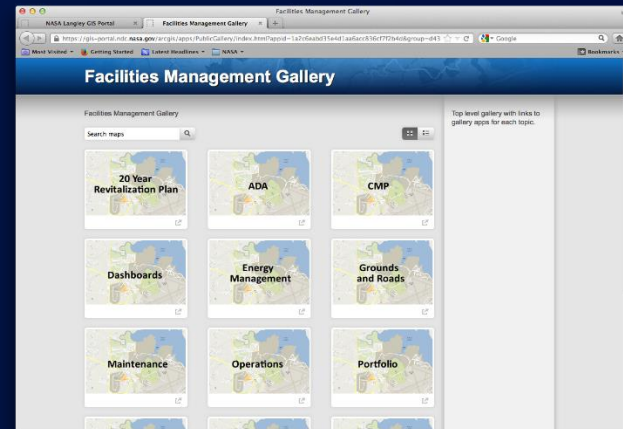 Facilities Management Gallery
NASA Langley GIS Portal
Facilities Management Gallery
Google
Most Visited
Getting Started
Latest Headlines
NASA
Bookmarks
Facilities Management Gallery
Facilities Management Gallery
Top level gallery with links to
gallery apps for each topic.
Search maps
20 Year
Revitalization Plan
ADA
CMP
Dashboards
Energy
Management
Grounds
and Roads
Maintenance
Operations
Portfolio